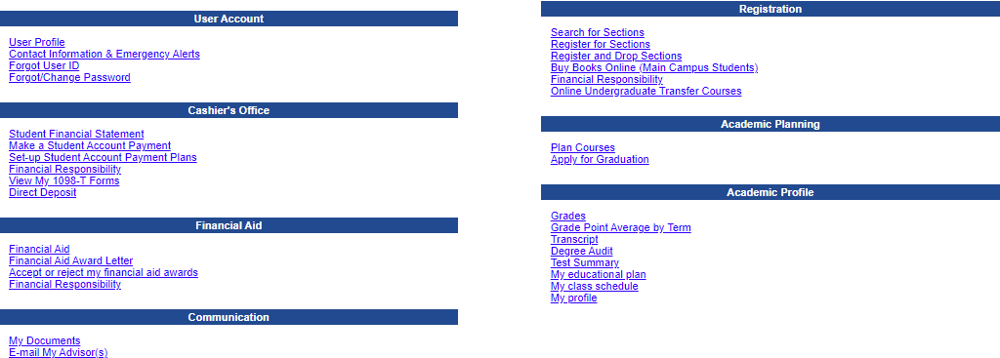 User Account
User Profile
Contact Information & Emergency Alerts
Forgot User ID
Forgot/Change Password
Cashier's Office
Student Financial Statement
Make a Student Account Payment
Set-up Student Account Payment Plans
Financial Responsibility
View My 1098-T Forms
Direct Deposit
Financial Aid
Financial Aid
Financial Aid Award Letter
Accept or reject my financial aid awards
Financial Responsibility
Communication
My Documents
E-mail My Advisor(s)
Registration
Search for Sections
Register for Sections
Register and Drop Sections
Buy Books Online (Main Campus Students)
Financial Responsibility
Online Undergraduate Transfer Courses
Academic Planning
Plan Courses
Apply for Graduation
Academic Profile
Grades
Grade Point Average by Term
Transcript
Degree Audit
Test Summary
My educational plan
My class schedule
My profile